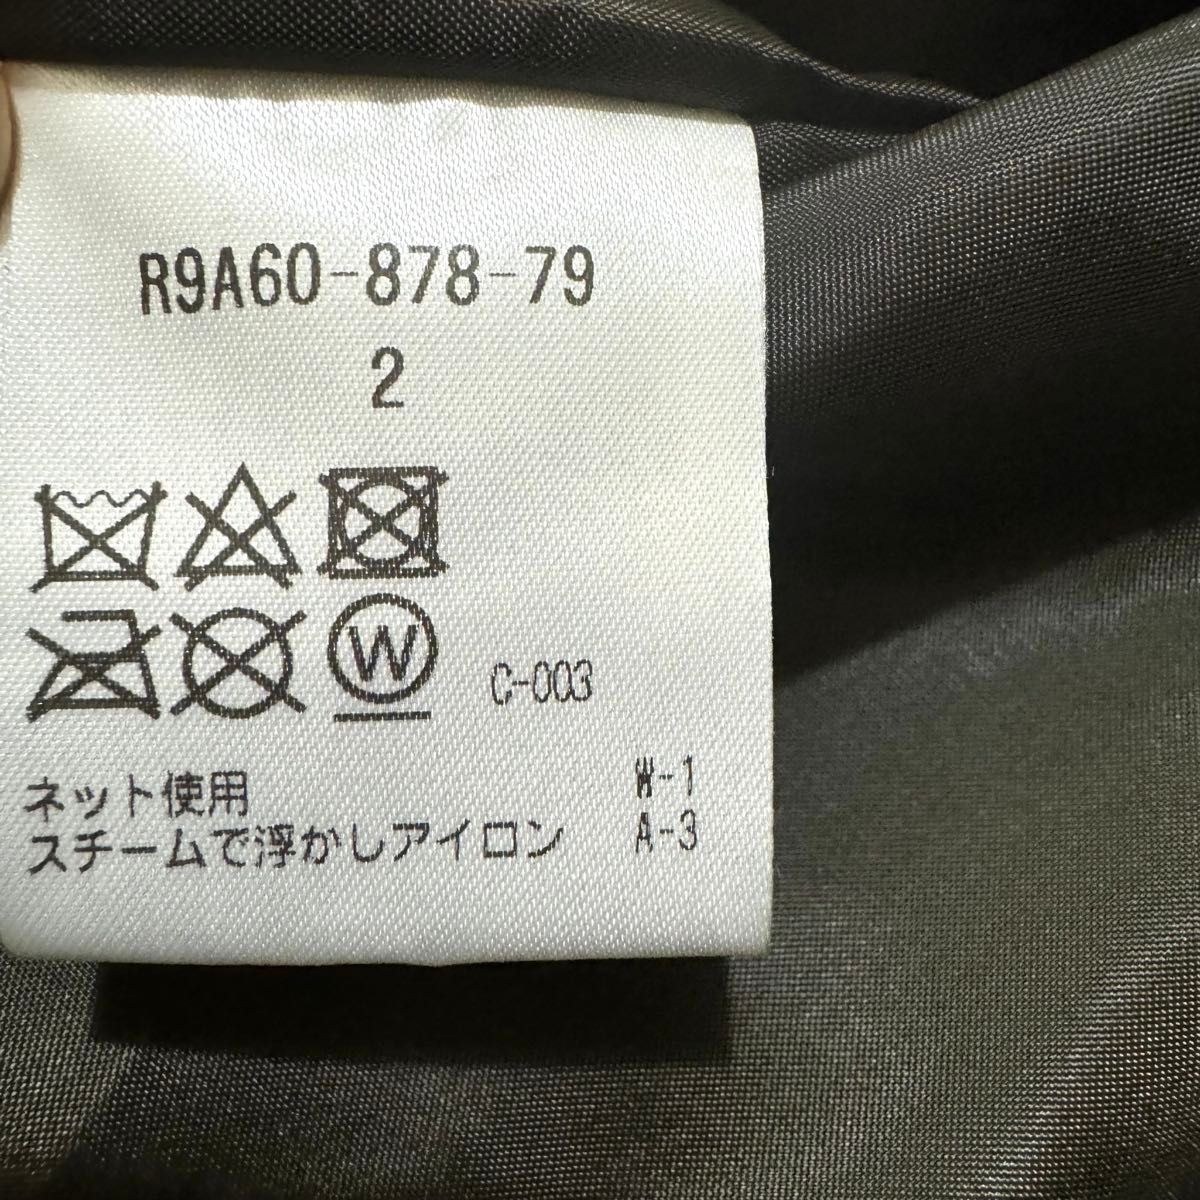 R9A60-878-79
2
W C-003
ネット使用 W-1
スチームで浮かしアイロン A-3